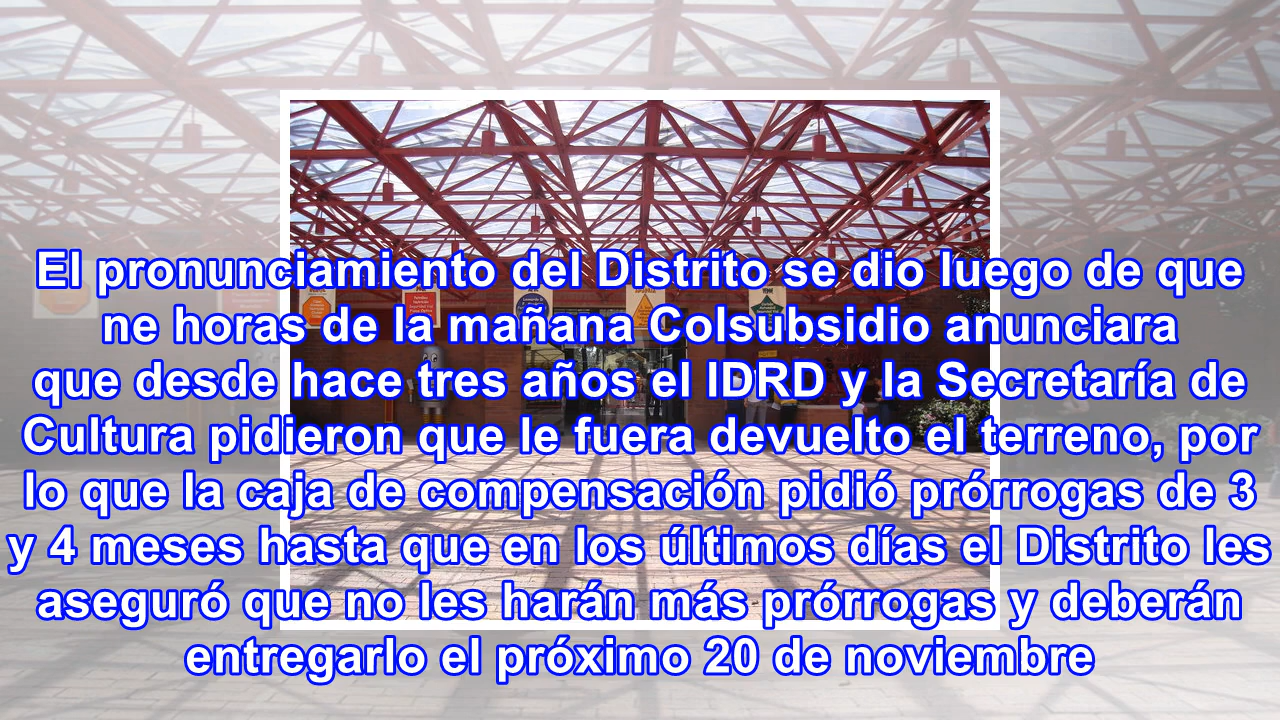 El pronunciamiento del Distrito se dio luego de que
ne horas de la mañana Colsubsidio anunciara
que desde hace tres años el IDRD y la Secretaría de
Cultura pidieron que le fuera devuelto el terreno, por
lo que la caja de compensación pidió prórrogas de 3
y 4 meses hasta que en los últimos días el Distrito les
aseguró que no les harán más prórrogas y deberán
entregarlo el próximo 20 de noviembre